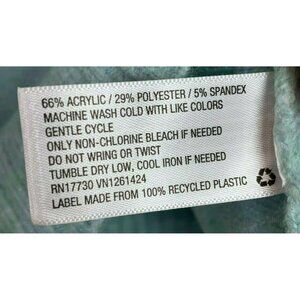 66% ACRYLIC / 29% POLYESTER / 5% SPANDEX
MACHINE WASH COLD WITH LIKE COLORS
GENTLE CYCLE
ONLY NON-CHLORINE BLEACH IF NEEDED
DO NOT WRING OR TWIST
TUMBLE DRY LOW, COOL IRON IF NEEDED
RN17730 VN1261424
LABEL MADE FROM 100% RECYCLED PLASTIC